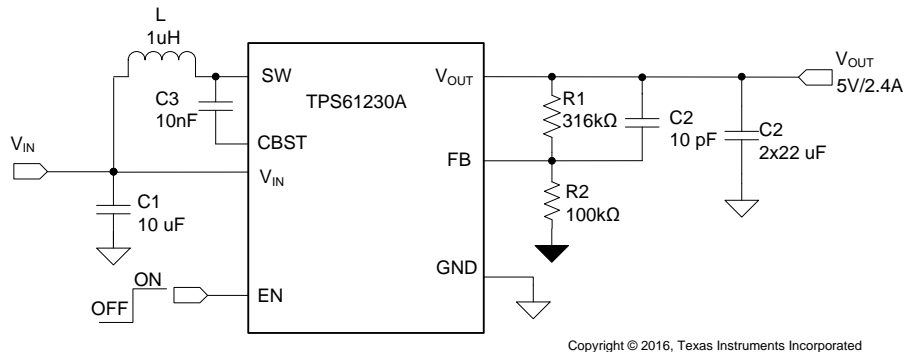 L
1uH
SW
C3
10nF
CBST
TPS61230A
VIN
VIN
C1
10 uF
OFF
ON
EN
VOUT
FB
GND
R1
316kΩ
C2
10 pF
R2
100kΩ
C2
2x22 uF
VOUT
5V/2.4A
Copyright © 2016, Texas Instruments Incorporated